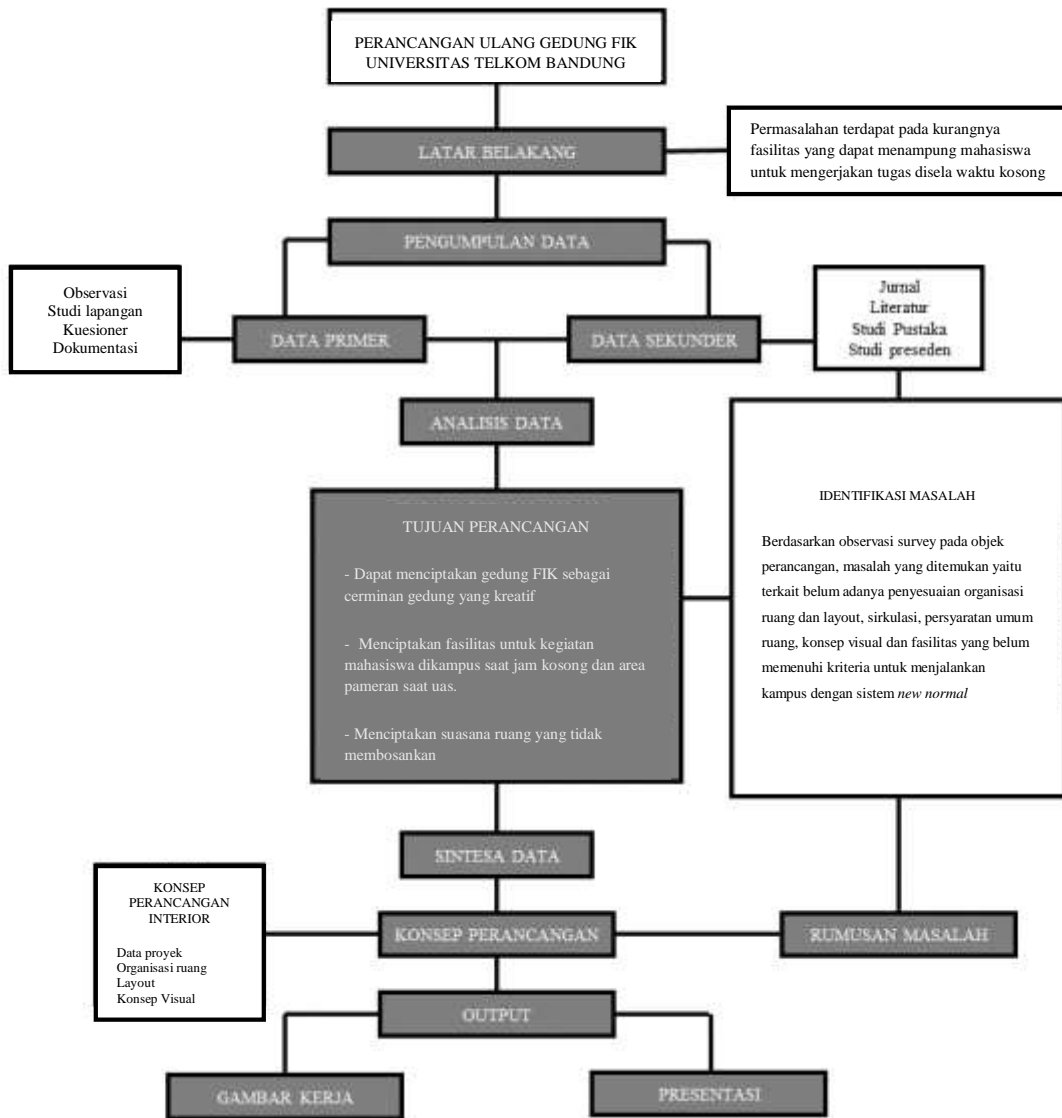 PERANCANGAN ULANG GEDUNG FIK
UNIVERSITAS TELKOM BANDUNG
LATAR BELAKANG
Permasalahan terdapat pada kurangnya
fasilitas yang dapat menampung mahasiswa
untuk mengerjakan tugas disela waktu kosong
PENGUMPULAN DATA
Observasi
Studi lapangan
Kuesioner
Dokumentasi
DATA PRIMER
DATA SEKUNDER
Jurnal
Literatur
Studi Pustaka
Studi preseden
ANALISIS DATA
TUJUAN PERANCANGAN
- Dapat menciptakan gedung FIK sebagai
cerminan gedung yang kreatif
- Menciptakan fasilitas untuk kegiatan
mahasiswa dikampus saat jam kosong dan area
pameran saat uas.
- Menciptakan suasana ruang yang tidak
membosankan
IDENTIFIKASI MASALAH
Berdasarkan observasi survey pada objek
perancangan, masalah yang ditemukan yaitu
terkait belum adanya penyesuaian organisasi
ruang dan layout, sirkulasi, persyaratan umum
ruang, konsep visual dan fasilitas yang belum
memenuhi kriteria untuk menjalankan
kampus dengan sistem new normal
SINTESA DATA
KONSEP
PERANCANGAN
INTERIOR
Data proyek
Organisasi ruang
Layout
Konsep Visual
KONSEP PERANCANGAN
RUMUSAN MASALAH
OUTPUT
GAMBAR KERJA
PRESENTASI